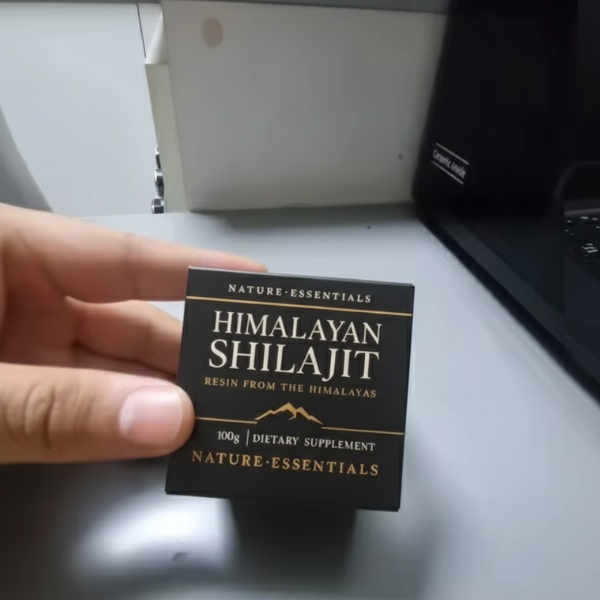 NATURE·ESSENTIALS
HIMALAYAN
SHILAJIT
RESIN FROM THE HIMALAYAS
100g | DIETARY SUPPLEMENT
NATURE·ESSENTIALS